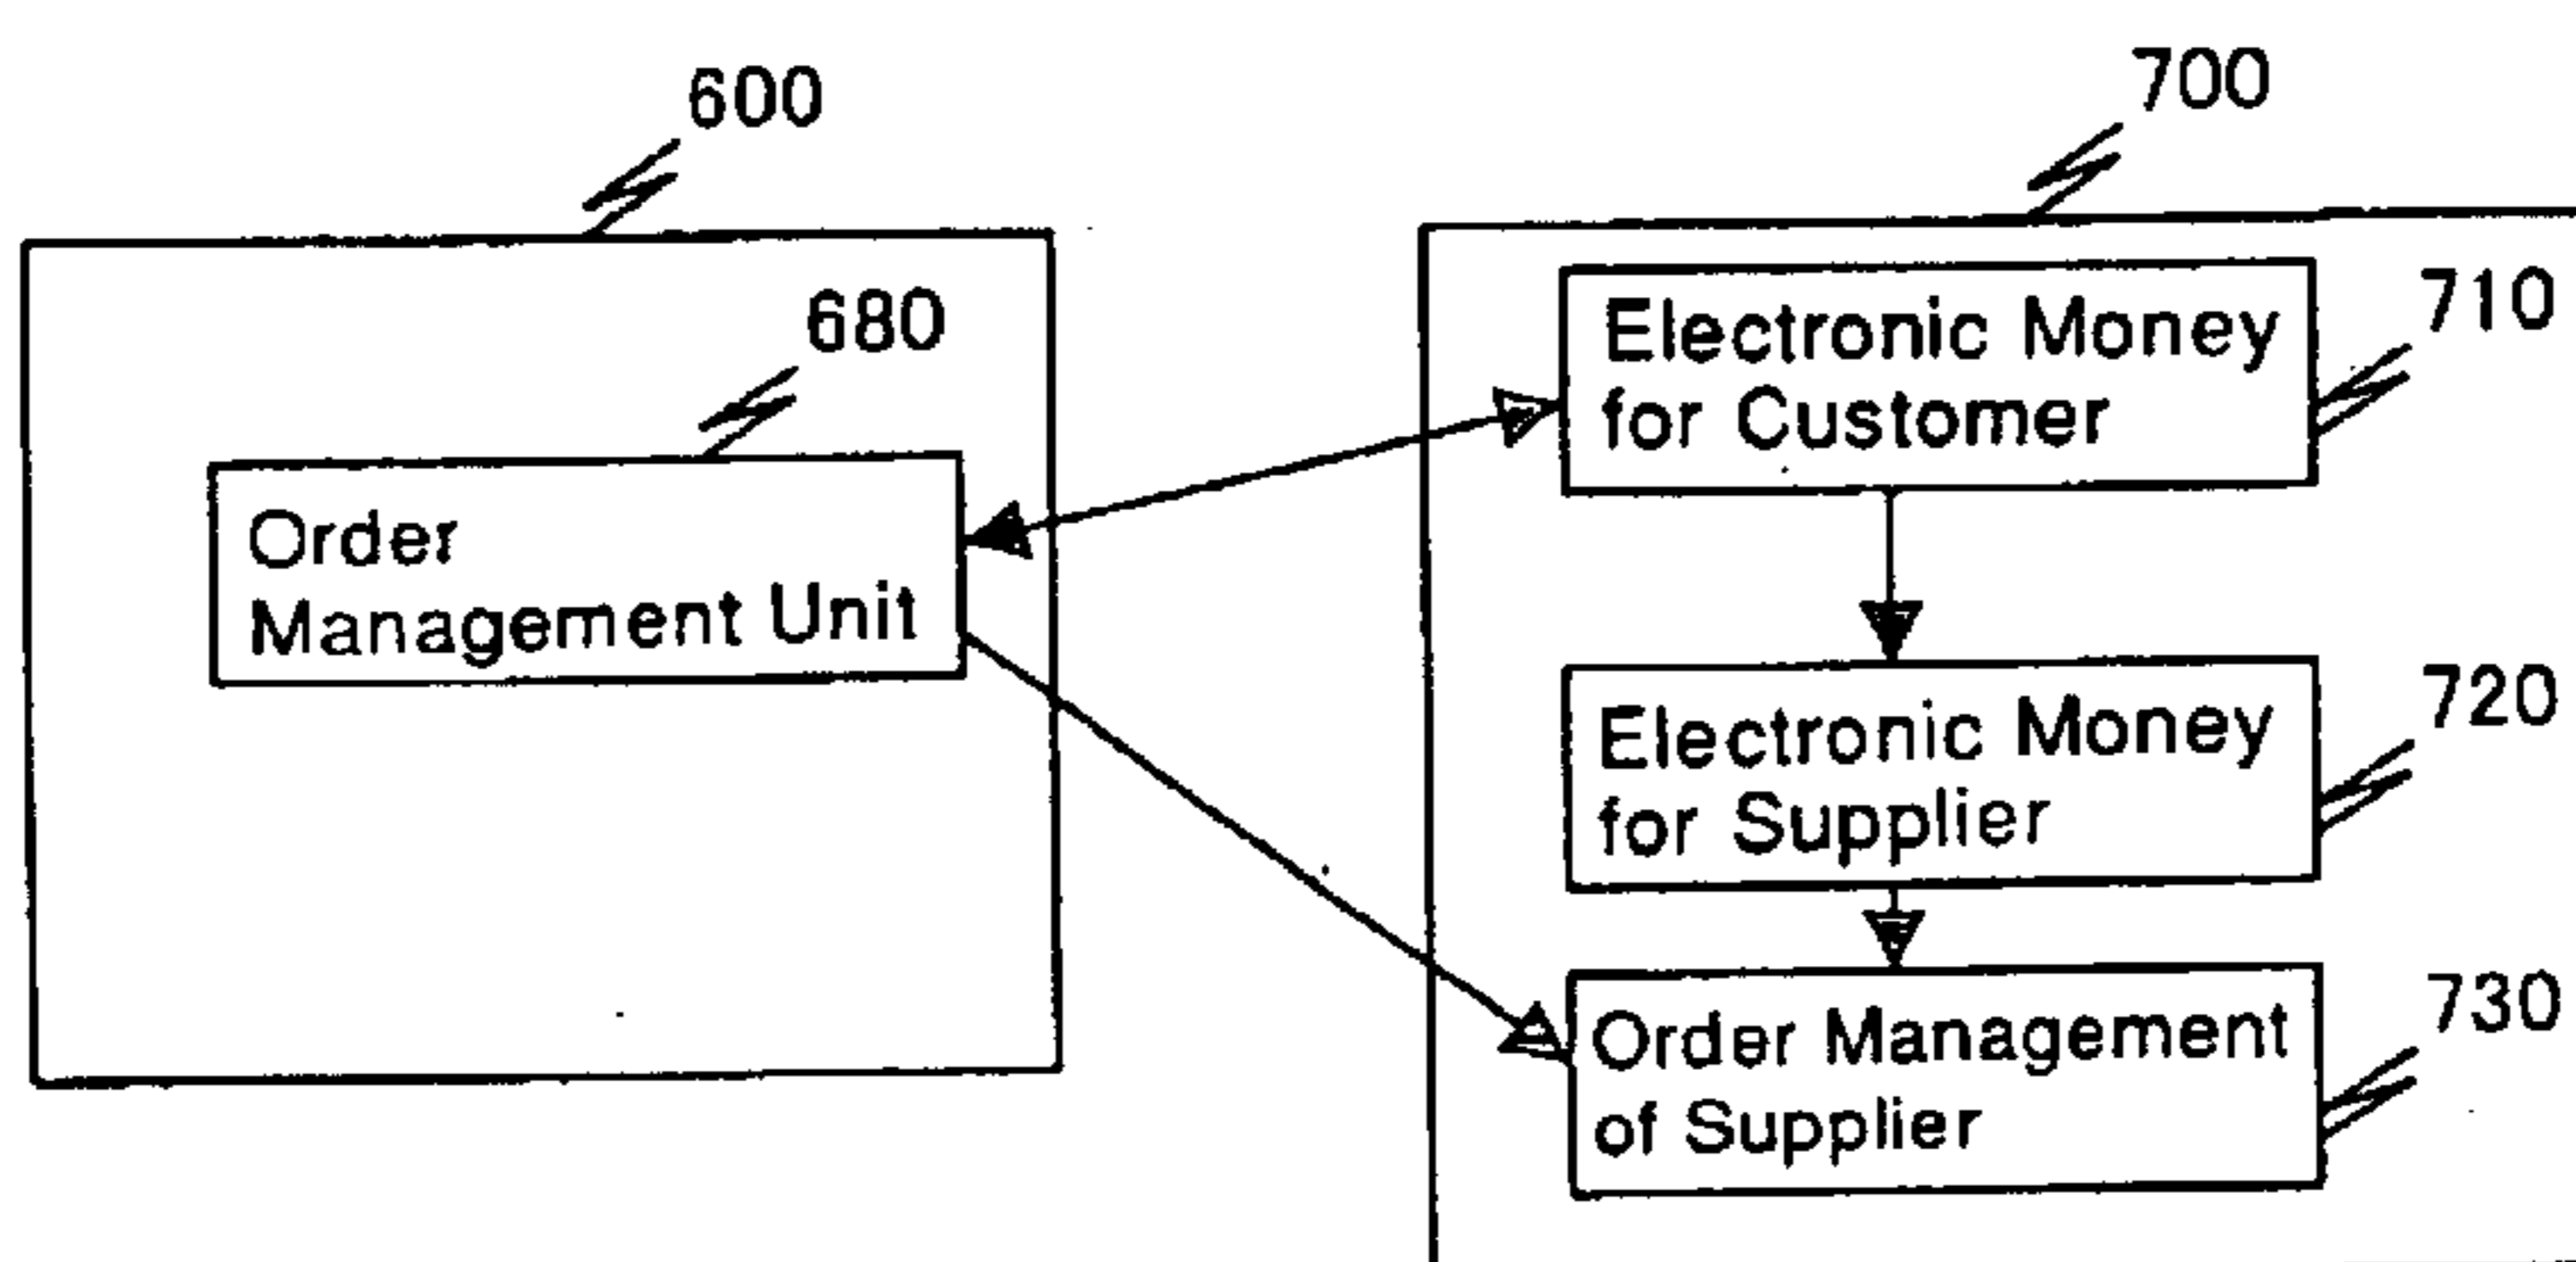 600
700
680
710
Electronic Money
for Customer
Order
Management Unit
720
Electronic Money
for Supplier
730
Order Management
of Supplier